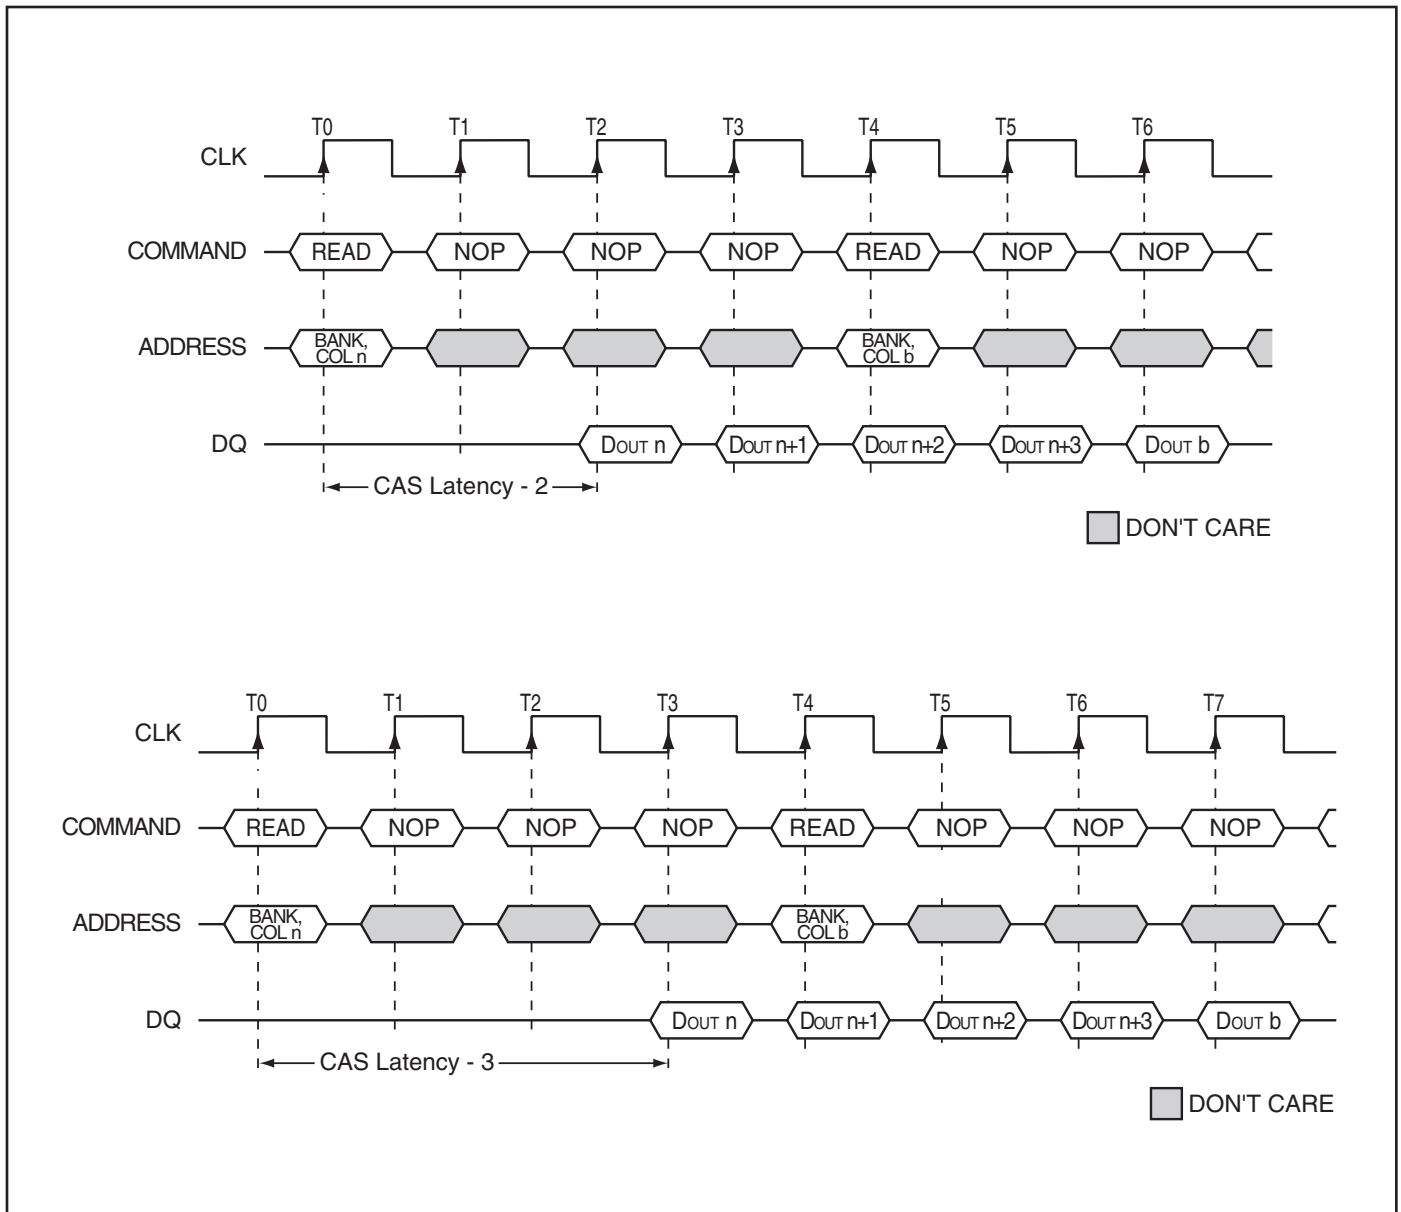 T0 T1 T2 T3 T4 T5 T6
CLK
COMMAND READ NOP NOP NOP READ NOP NOP
ADDRESS BANK, COL n BANK, COL b
DQ DOUT n DOUT n+1 DOUT n+2 DOUT n+3 DOUT b
CAS Latency - 2
DON'T CARE
T0 T1 T2 T3 T4 T5 T6 T7
CLK
COMMAND READ NOP NOP NOP READ NOP NOP NOP
ADDRESS BANK, COL n BANK, COL b
DQ DOUT n DOUT n+1 DOUT n+2 DOUT n+3 DOUT b
CAS Latency - 3
DON'T CARE